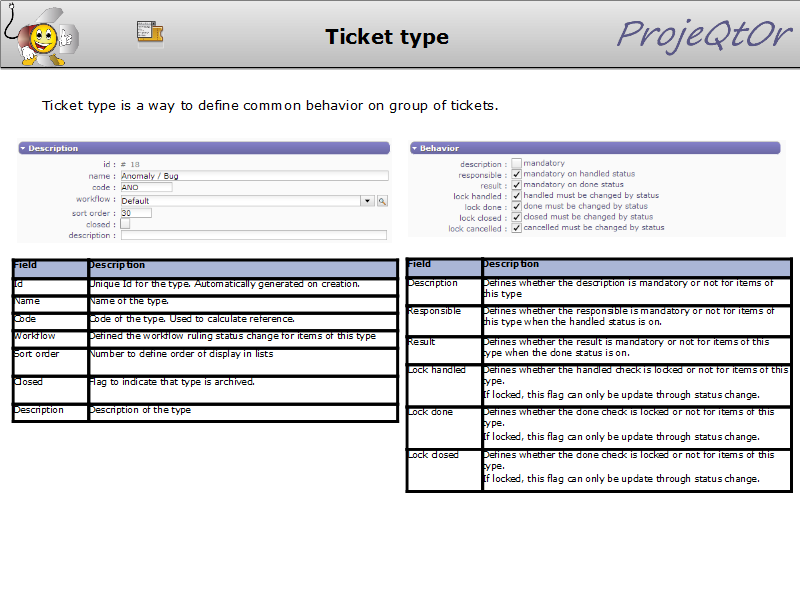 Ticket type
ProjeQtOr
Ticket type is a way to define common behavior on group of tickets.
Description
id : # 18
name : Anomaly / Bug
code : ANO
workflow : Default
sort order : 30
closed :
description :
Behavior
description : mandatory
responsible : mandatory on handled status
result : mandatory on done status
lock handled : handled must be changed by status
lock done : done must be changed by status
lock closed : closed must be changed by status
lock cancelled : cancelled must be changed by status
Field Description
Id Unique Id for the type. Automatically generated on creation.
Name Name of the type.
Code Code of the type. Used to calculate reference.
Workflow Defined the workflow ruling status change for items of this type
Sort order Number to define order of display in lists
Closed Flag to indicate that type is archived.
Description Description of the type
Field Description
Description Defines whether the description is mandatory or not for items of
this type
Responsible Defines whether the responsible is mandatory or not for items of
this type when the handled status is on.
Result Defines whether the result is mandatory or not for items of this
type when the done status is on.
Lock handled Defines whether the handled check is locked or not for items of this
type.
If locked, this flag can only be update through status change.
Lock done Defines whether the done check is locked or not for items of this
type.
If locked, this flag can only be update through status change.
Lock closed Defines whether the done check is locked or not for items of this
type.
If locked, this flag can only be update through status change.